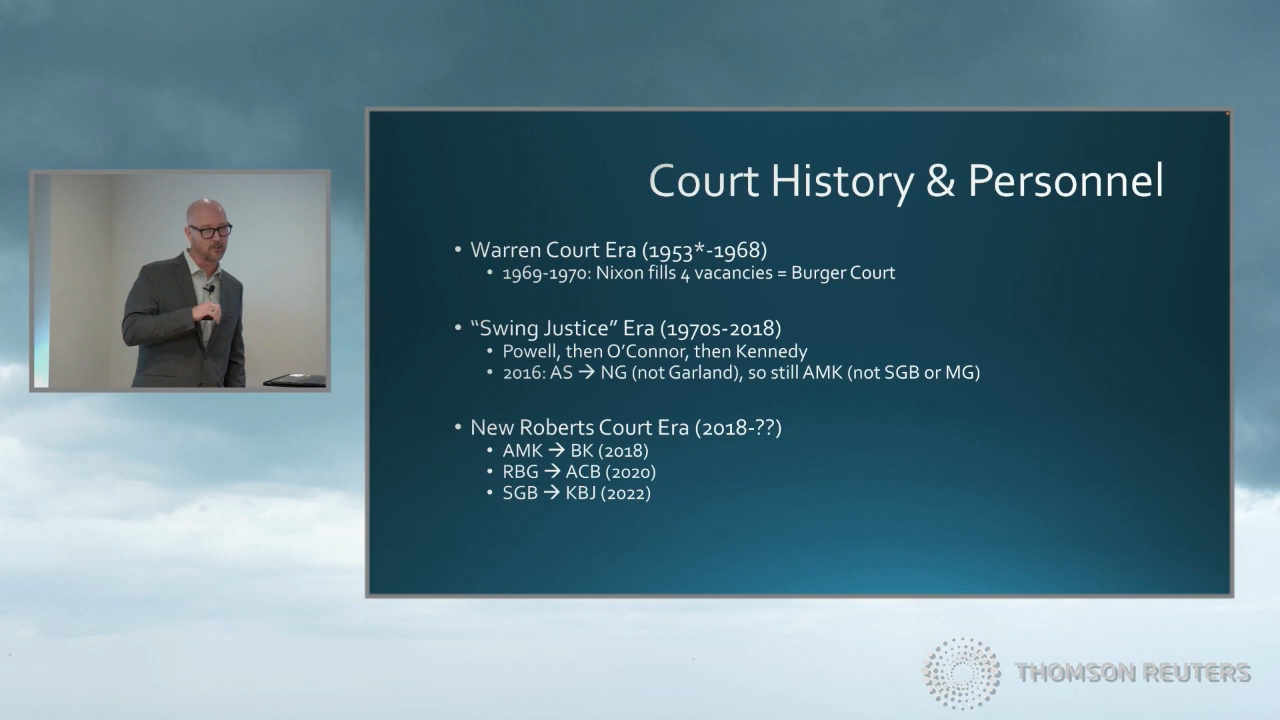 Court History & Personnel
• Warren Court Era (1953*-1968)
• 1969-1970: Nixon fills 4 vacancies = Burger Court
• “Swing Justice” Era (1970s-2018)
• Powell, then O’Connor, then Kennedy
• 2016: AS → NG (not Garland), so still AMK (not SGB or MG)
• New Roberts Court Era (2018-??)
• AMK → BK (2018)
• RBG → ACB (2020)
• SGB → KBJ (2022)
THOMSON REUTERS